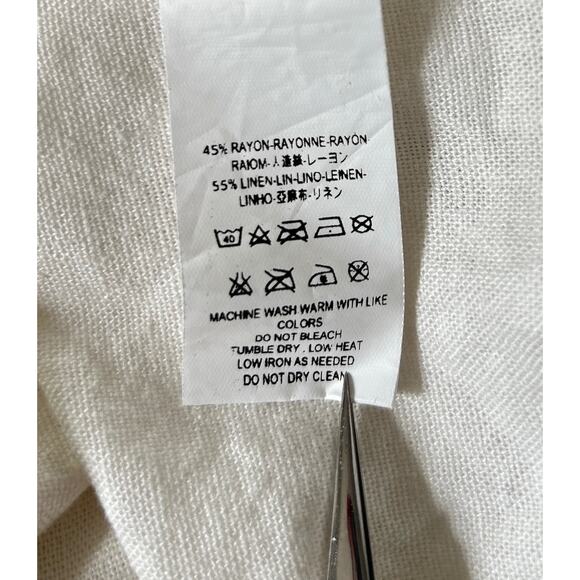 45% RAYON-RAYONNE-RAYÓN-
RAIOM-人造絲-レーヨン
55% LINEN-LIN-LINO-LEINEN-
LINHO-亞麻布-リネン
40
MACHINE WASH WARM WITH LIKE
COLORS
DO NOT BLEACH
TUMBLE DRY . LOW HEAT
LOW IRON AS NEEDED
DO NOT DRY CLEAN